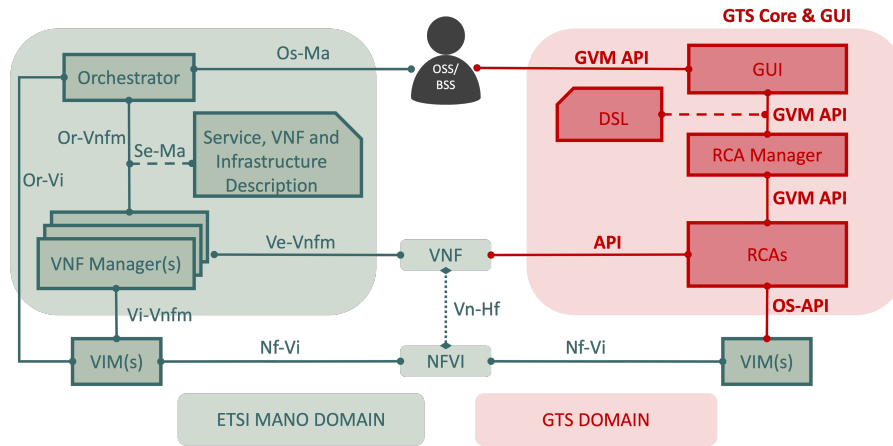 GTS Core & GUI
Os-Ma
OSS/
BSS
GVM API
Orchestrator
GUI
Or-Vnfm
Se-Ma
Service, VNF and
Infrastructure
Description
DSL
GVM API
RCA Manager
Or-Vi
GVM API
VNF Manager(s)
Ve-Vnfm
VNF
API
RCAs
Vi-Vnfm
Vn-Hf
OS-API
VIM(s)
Nf-Vi
NFVI
Nf-Vi
VIM(s)
ETSI MANO DOMAIN
GTS DOMAIN